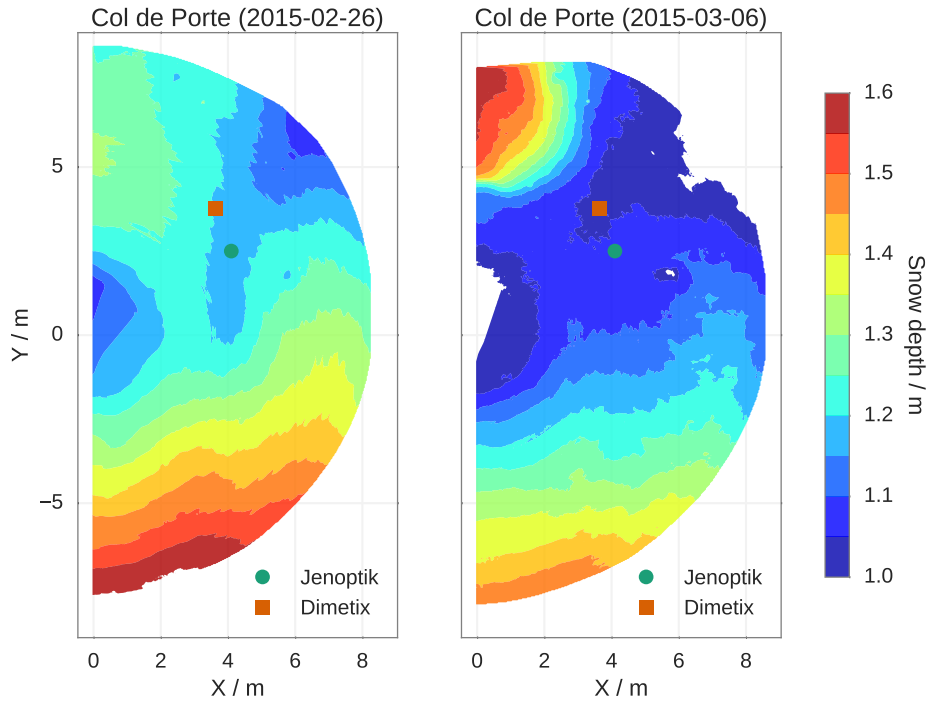 Col de Porte (2015-02-26)
Col de Porte (2015-03-06)
5
0
−5
Y / m
0 2 4 6 8
X / m
Jenoptik
Dimetix
0 2 4 6 8
X / m
Jenoptik
Dimetix
1.6
1.5
1.4
1.3
1.2
1.1
1.0
Snow depth / m